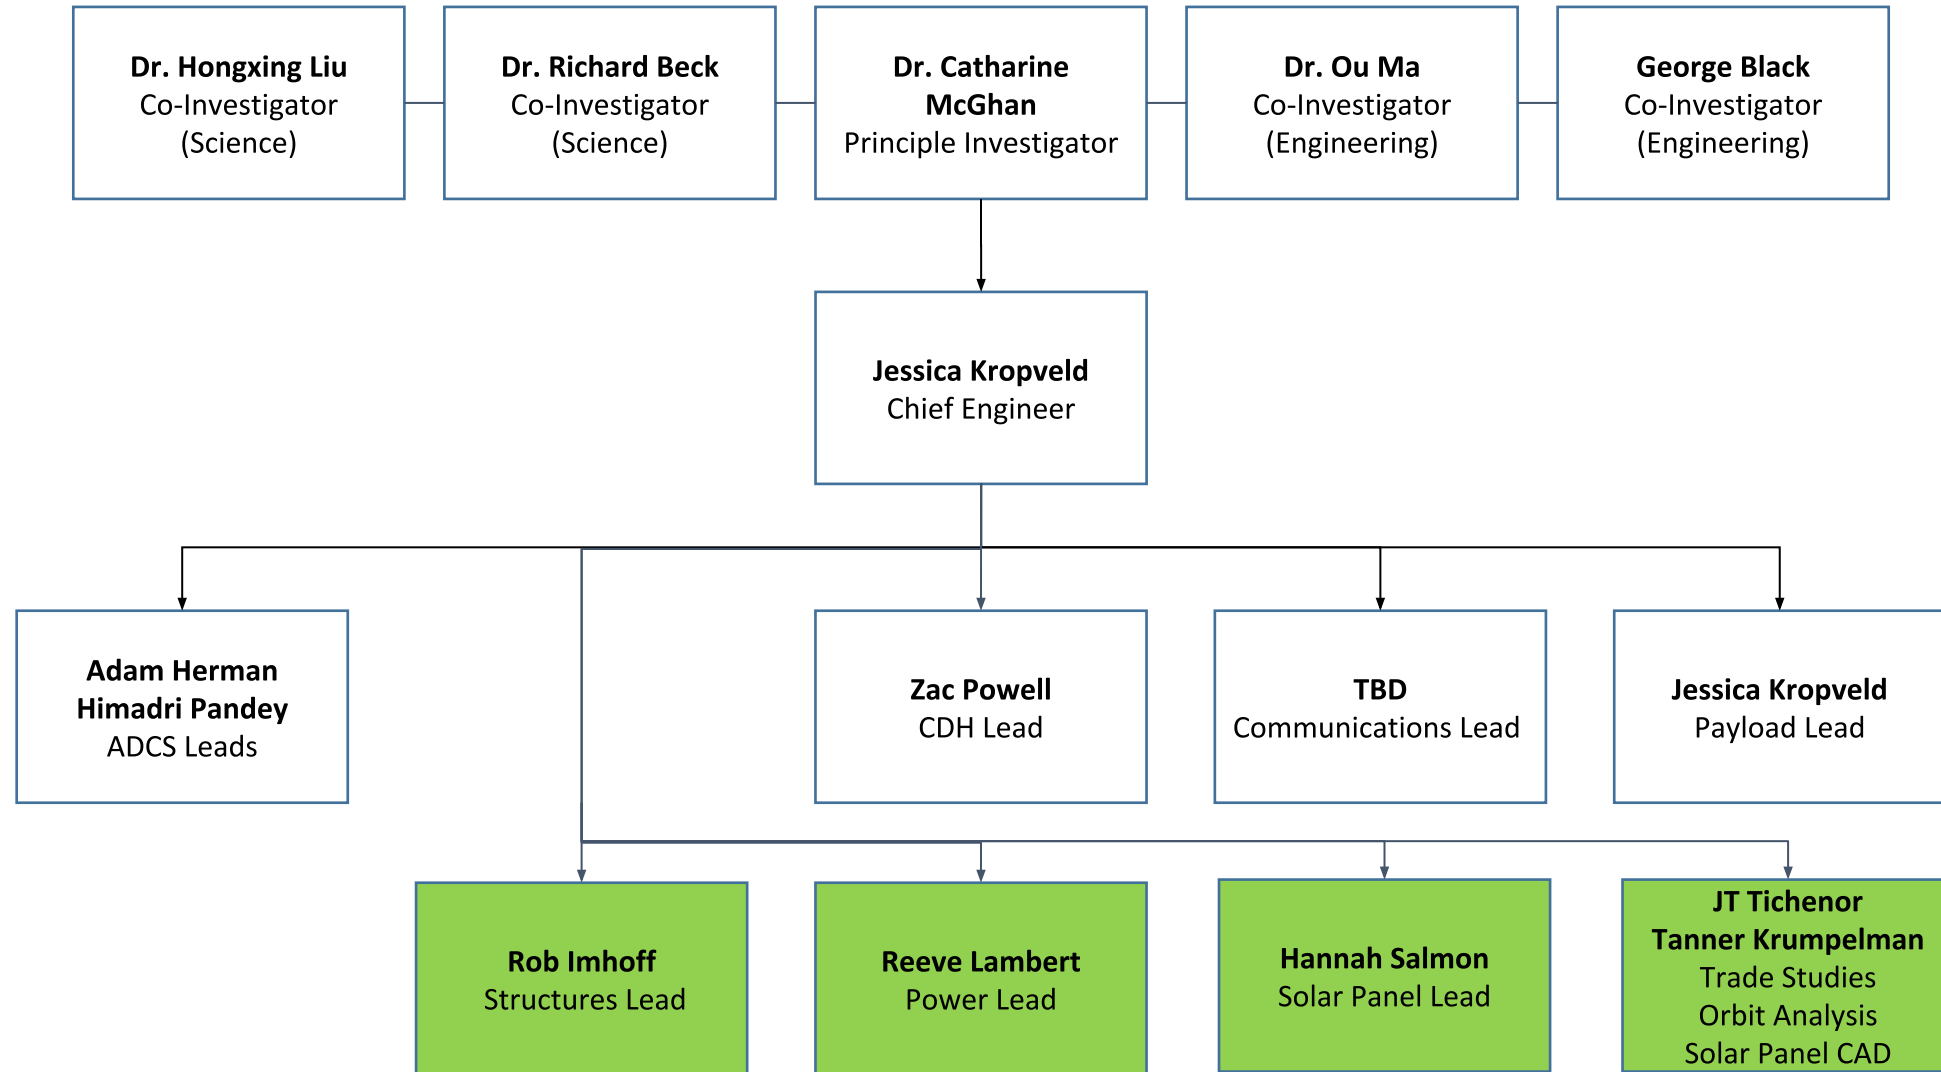 Dr. Hongxing Liu
Co-Investigator
(Science)
Dr. Richard Beck
Co-Investigator
(Science)
Dr. Catharine
McGhan
Principle Investigator
Dr. Ou Ma
Co-Investigator
(Engineering)
George Black
Co-Investigator
(Engineering)
Jessica Kropveld
Chief Engineer
Adam Herman
Himadri Pandey
ADCS Leads
Zac Powell
CDH Lead
TBD
Communications Lead
Jessica Kropveld
Payload Lead
Rob Imhoff
Structures Lead
Reeve Lambert
Power Lead
Hannah Salmon
Solar Panel Lead
JT Tichenor
Tanner Krumpelman
Trade Studies
Orbit Analysis
Solar Panel CAD